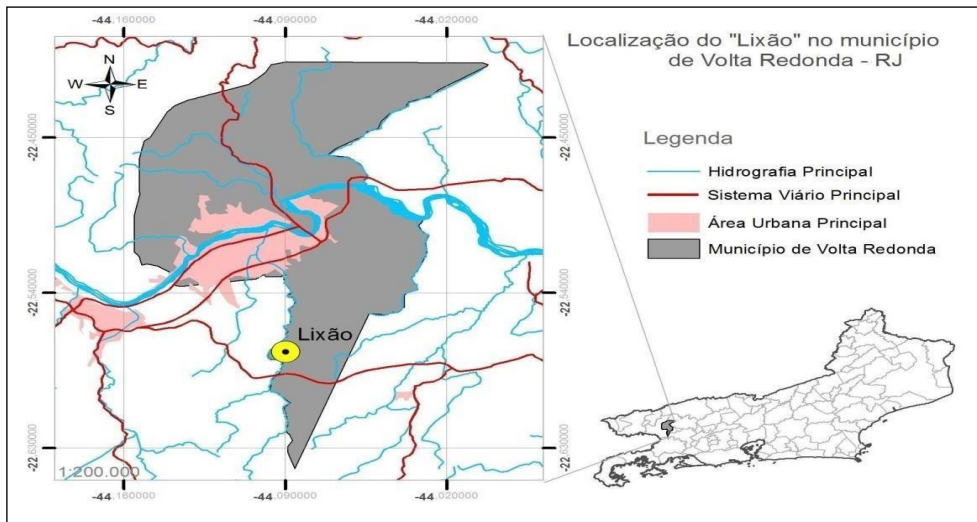 -44.160000
-44.090000
-44.020000
Localização do "Lixão" no município
de Volta Redonda - RJ
N
W E
S
-22.450000
-22.450000
Legenda
Hidrografia Principal
Sistema Viário Principal
Área Urbana Principal
Município de Volta Redonda
-22.540000
-22.540000
Lixão
-22.630000
-22.630000
1:200.000
-44.160000
-44.090000
-44.020000